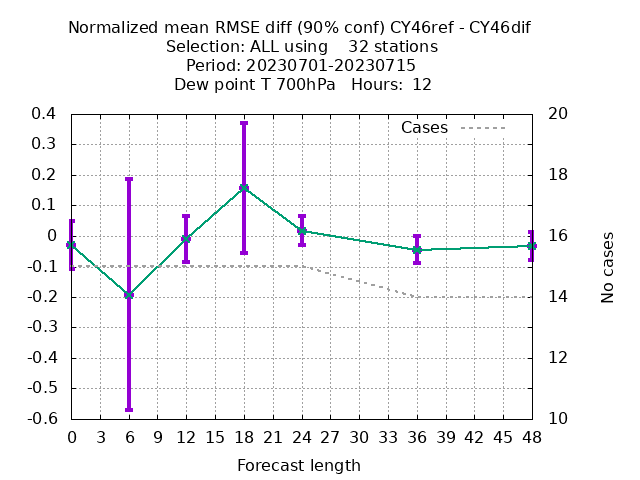 Normalized mean RMSE diff (90% conf) CY46ref - CY46dif
Selection: ALL using    32 stations
Period: 20230701-20230715
Dew point T 700hPa   Hours:  12
0.4
0.3
0.2
0.1
0
-0.1
-0.2
-0.3
-0.4
-0.5
-0.6
Cases
20
18
16
14
12
10
No cases
0 3 6 9 12 15 18 21 24 27 30 33 36 39 42 45 48
Forecast length